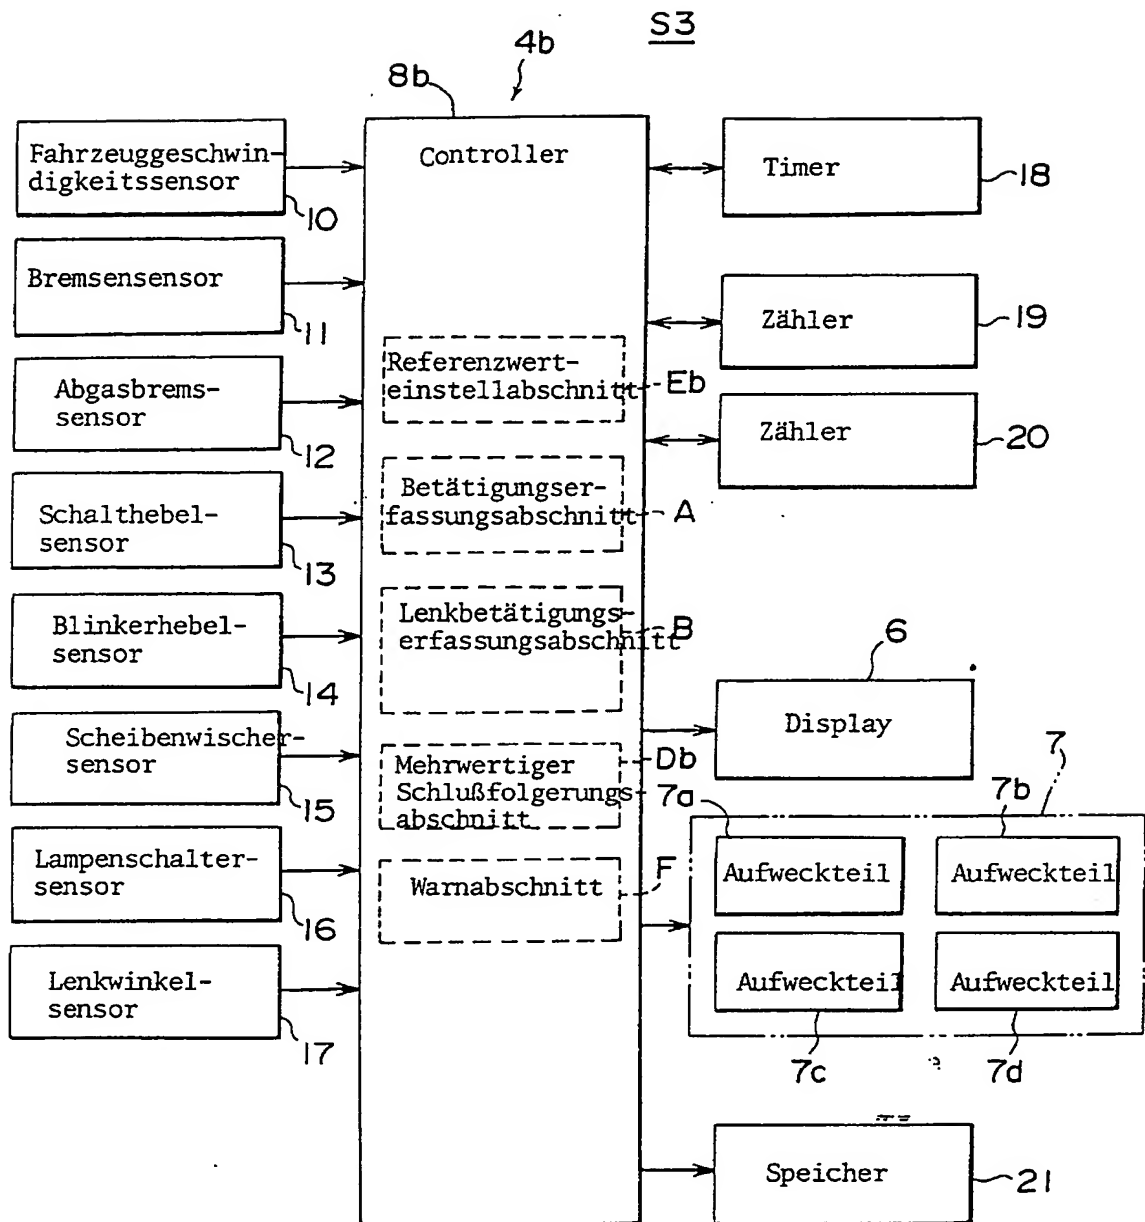 S3
4b
8b
Fahrzeuggeschwin-
digkeitssensor
10
Bremsensensor
11
Abgasbrems-
sensor
12
Schalthebel-
sensor
13
Blinkerhebel-
sensor
14
Scheibenwischer-
sensor
15
Lampenschalter-
sensor
16
Lenkwinkel-
sensor
17
Controller
Referenzwert-
einstellabschnitt
Eb
Betätigungser-
fassungsabschnitt
A
Lenkbetätigungs-
erfassungsabschnitt
B
Mehrwertiger
Schlußfolgerungs-
abschnitt
Db
Warnabschnitt
F
Timer
18
Zähler
19
Zähler
20
6
Display
7
7a
7b
Aufweckteil
Aufweckteil
Aufweckteil
Aufweckteil
7c
7d
Speicher
21